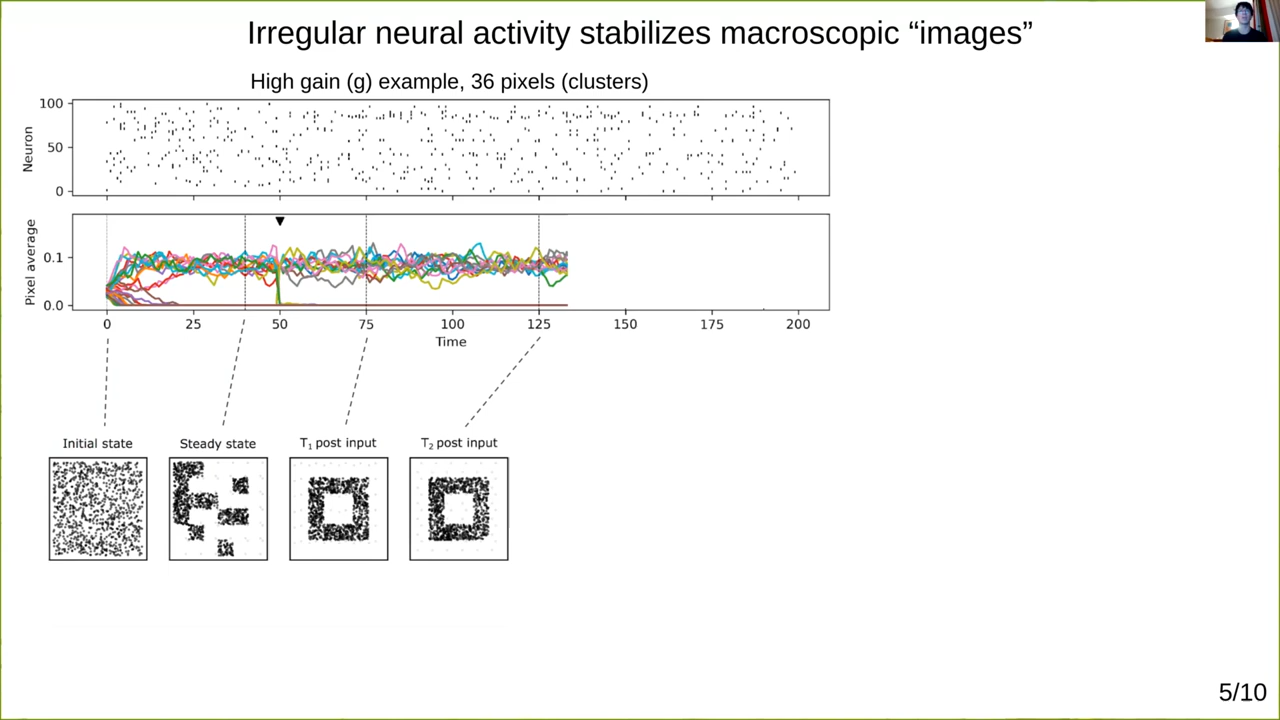 Irregular neural activity stabilizes macroscopic “images”
High gain (g) example, 36 pixels (clusters)
100
50
0
Neuron
0.1
0.0
Pixel average
0 25 50 75 100 125 150 175 200
Time
Initial state Steady state T₁ post input T₂ post input
5/10